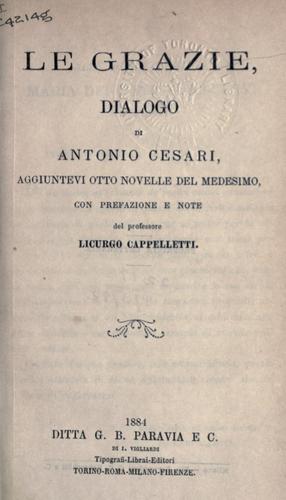 C4214g
LE GRAZIE,
DIALOGO
DI
ANTONIO CESARI,
AGGIUNTEVI OTTO NOVELLE DEL MEDESIMO,
CON PREFAZIONE E NOTE
del professore
LICURGO CAPPELLETTI.
1884
DITTA G. B. PARAVIA E C.
DI I. VIGLIARDI
Tipografi-Librai-Editori
TORINO-ROMA-MILANO-FIRENZE.